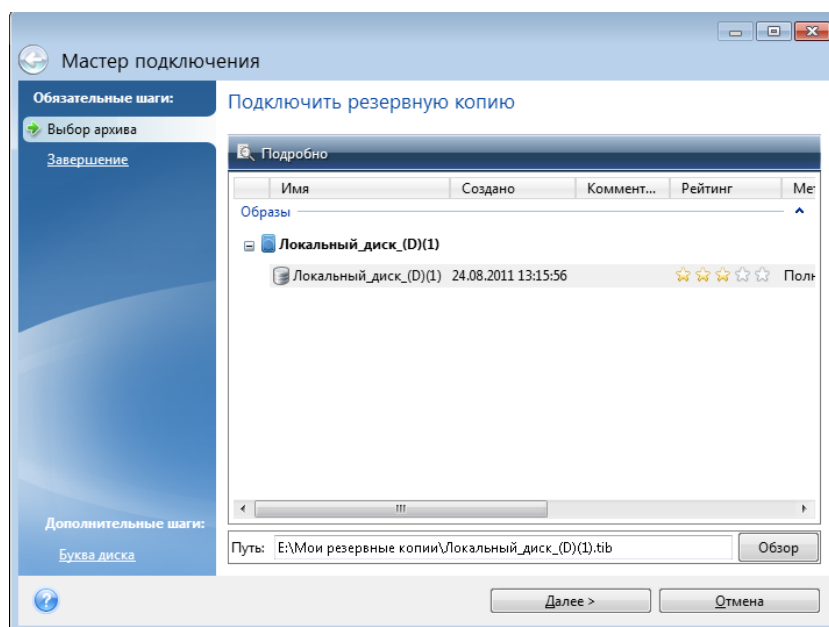 Мастер подключения
Обязательные шаги:
Выбор архива
Завершение
Дополнительные шаги:
Буква диска
Подключить резервную копию
Подробно
Имя Создано Коммент... Рейтинг Ме
Образы
Локальный_диск_(D)(1)
Локальный_диск_(D)(1) 24.08.2011 13:15:56 Полн
Путь: E:\Мои резервные копии\Локальный_диск_(D)(1).tib Обзор
? Далее > Отмена